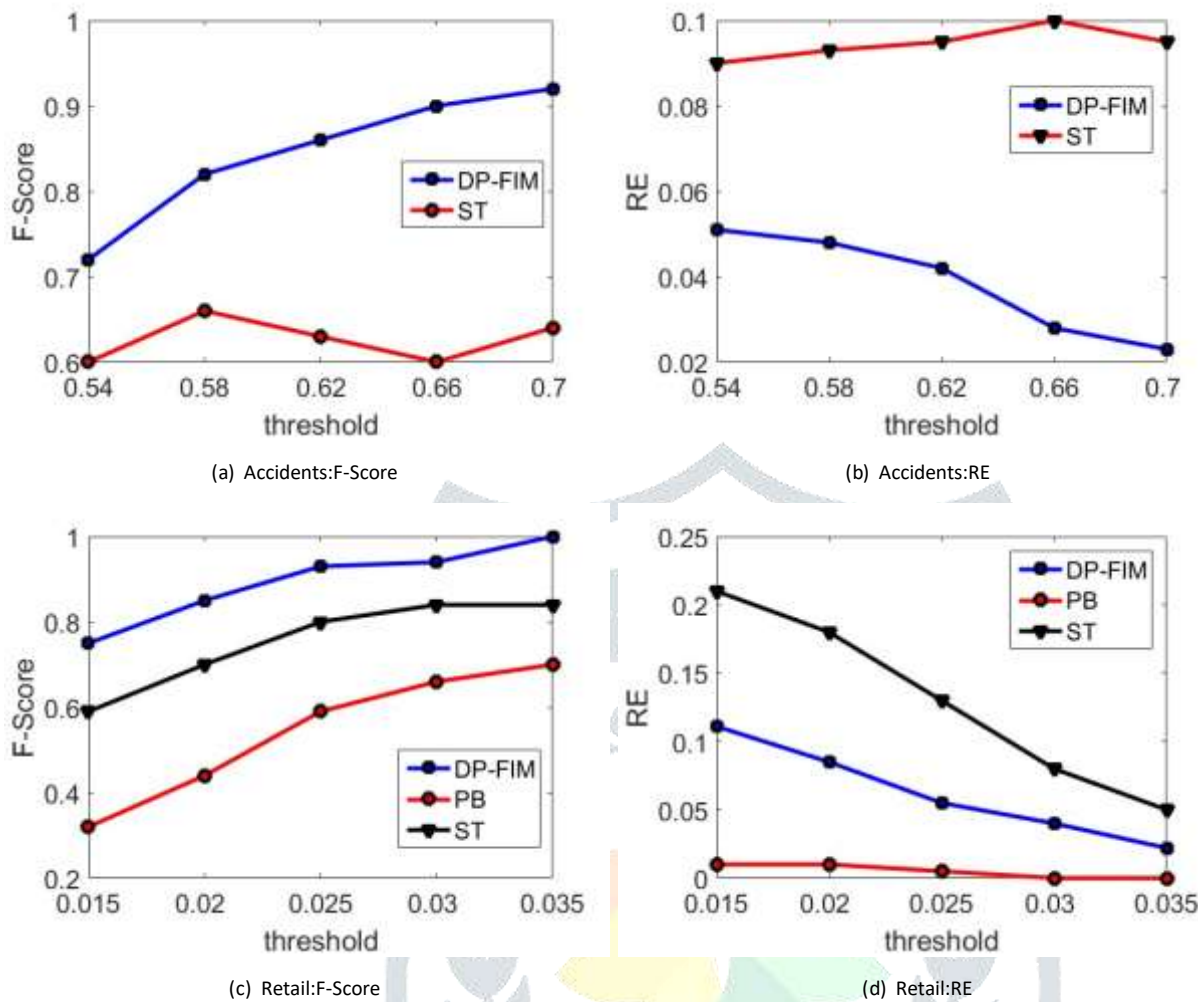 1
0.9
0.8
0.7
0.6
F-Score
DP-FIM
ST
0.54
0.58
0.62
0.66
0.7
threshold
(a) Accidents:F-Score
0.1
0.08
0.06
0.04
0.02
RE
DP-FIM
ST
0.54
0.58
0.62
0.66
0.7
threshold
(b) Accidents:RE
1
0.8
0.6
0.4
0.2
F-Score
DP-FIM
PB
ST
0.015
0.02
0.025
0.03
0.035
threshold
(c) Retail:F-Score
0.25
0.2
0.15
0.1
0.05
0
RE
DP-FIM
PB
ST
0.015
0.02
0.025
0.03
0.035
threshold
(d) Retail:RE